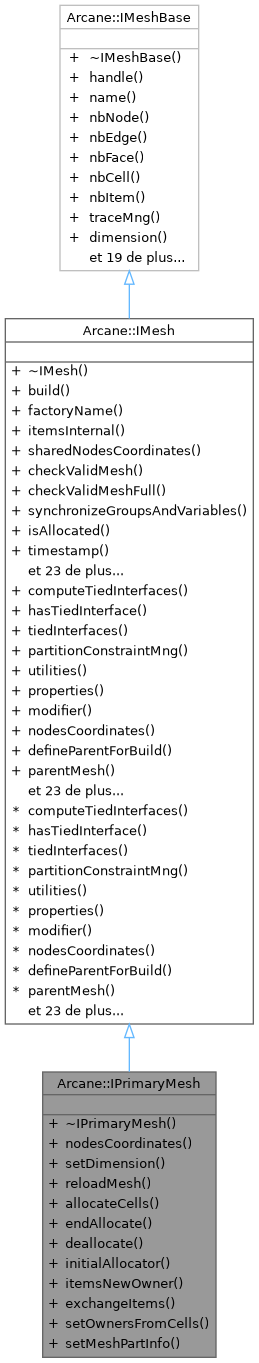 Arcane::IMeshBase
+ ~IMeshBase()
+ handle()
+ name()
+ nbNode()
+ nbEdge()
+ nbFace()
+ nbCell()
+ nbItem()
+ traceMng()
+ dimension()
et 19 de plus...
Arcane::IMesh
+ ~IMesh()
+ build()
+ factoryName()
+ itemsInternal()
+ sharedNodesCoordinates()
+ checkValidMesh()
+ checkValidMeshFull()
+ synchronizeGroupsAndVariables()
+ isAllocated()
+ timestamp()
et 23 de plus...
+ computeTiedInterfaces()
+ hasTiedInterface()
+ tiedInterfaces()
+ partitionConstraintMng()
+ utilities()
+ properties()
+ modifier()
+ nodesCoordinates()
+ defineParentForBuild()
+ parentMesh()
et 23 de plus...
* computeTiedInterfaces()
* hasTiedInterface()
* tiedInterfaces()
* partitionConstraintMng()
* utilities()
* properties()
* modifier()
* nodesCoordinates()
* defineParentForBuild()
* parentMesh()
et 23 de plus...
Arcane::IPrimaryMesh
+ ~IPrimaryMesh()
+ nodesCoordinates()
+ setDimension()
+ reloadMesh()
+ allocateCells()
+ endAllocate()
+ deallocate()
+ initialAllocator()
+ itemsNewOwner()
+ exchangeItems()
+ setOwnersFromCells()
+ setMeshPartInfo()